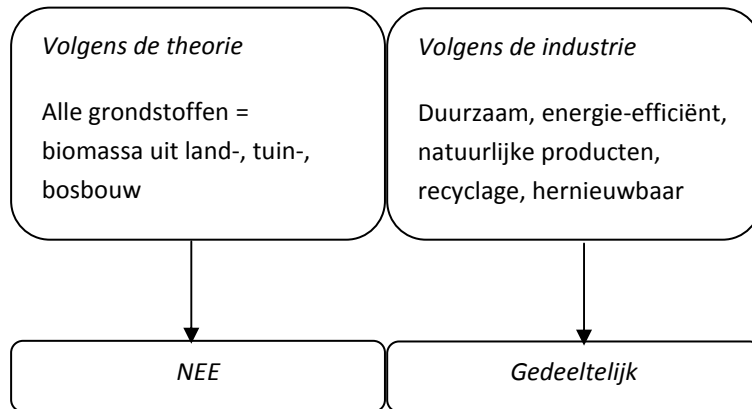 Volgens de theorie
Alle grondstoffen =
biomassa uit land-, tuin-,
bosbouw
Volgens de industrie
Duurzaam, energie-efficiënt,
natuurlijke producten,
recyclage, hernieuwbaar
NEE
Gedeeltelijk